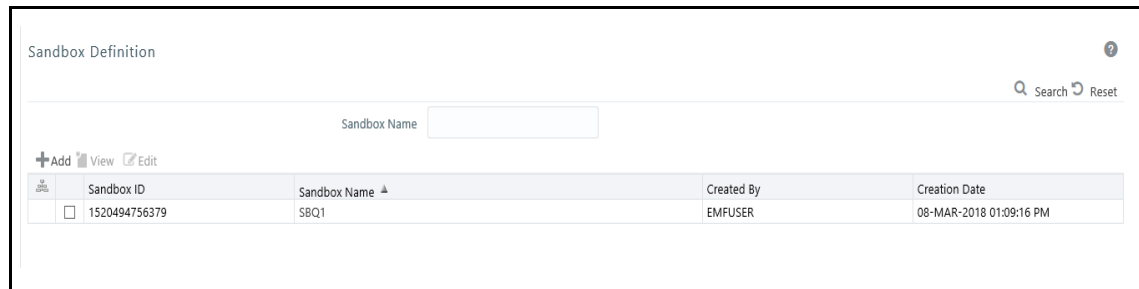 Sandbox Definition ?
Search Reset
Sandbox Name
Add View Edit
Sandbox ID Sandbox Name Created By Creation Date
1520494756379 SBQ1 EMFUSER 08-MAR-2018 01:09:16 PM